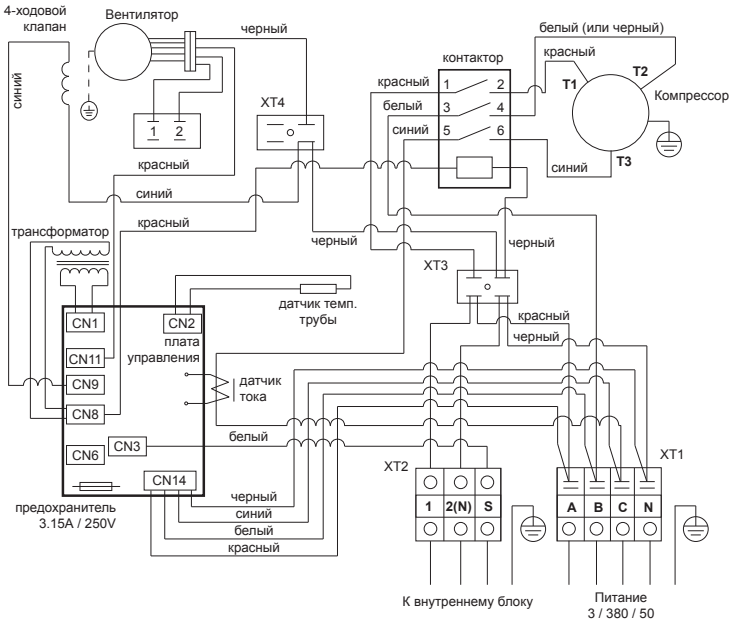 4-ходовой
клапан
Вентилятор
черный
белый (или черный)
контактор
красный
T1
T2
Компрессор
T3
синий
красный
1
2
белый
3
4
синий
5
6
XT4
1 2
красный
синий
синий
красный
трансформатор
черный
черный
XT3
датчик темп.
трубы
CN1
CN2
плата
управления
красный
черный
CN11
CN9
датчик
тока
CN8
CN3
белый
CN6
CN14
XT2
XT1
предохранитель
3.15A / 250V
черный
синий
белый
красный
1 2(N) S
A B C N
К внутреннему блоку
Питание
3 / 380 / 50